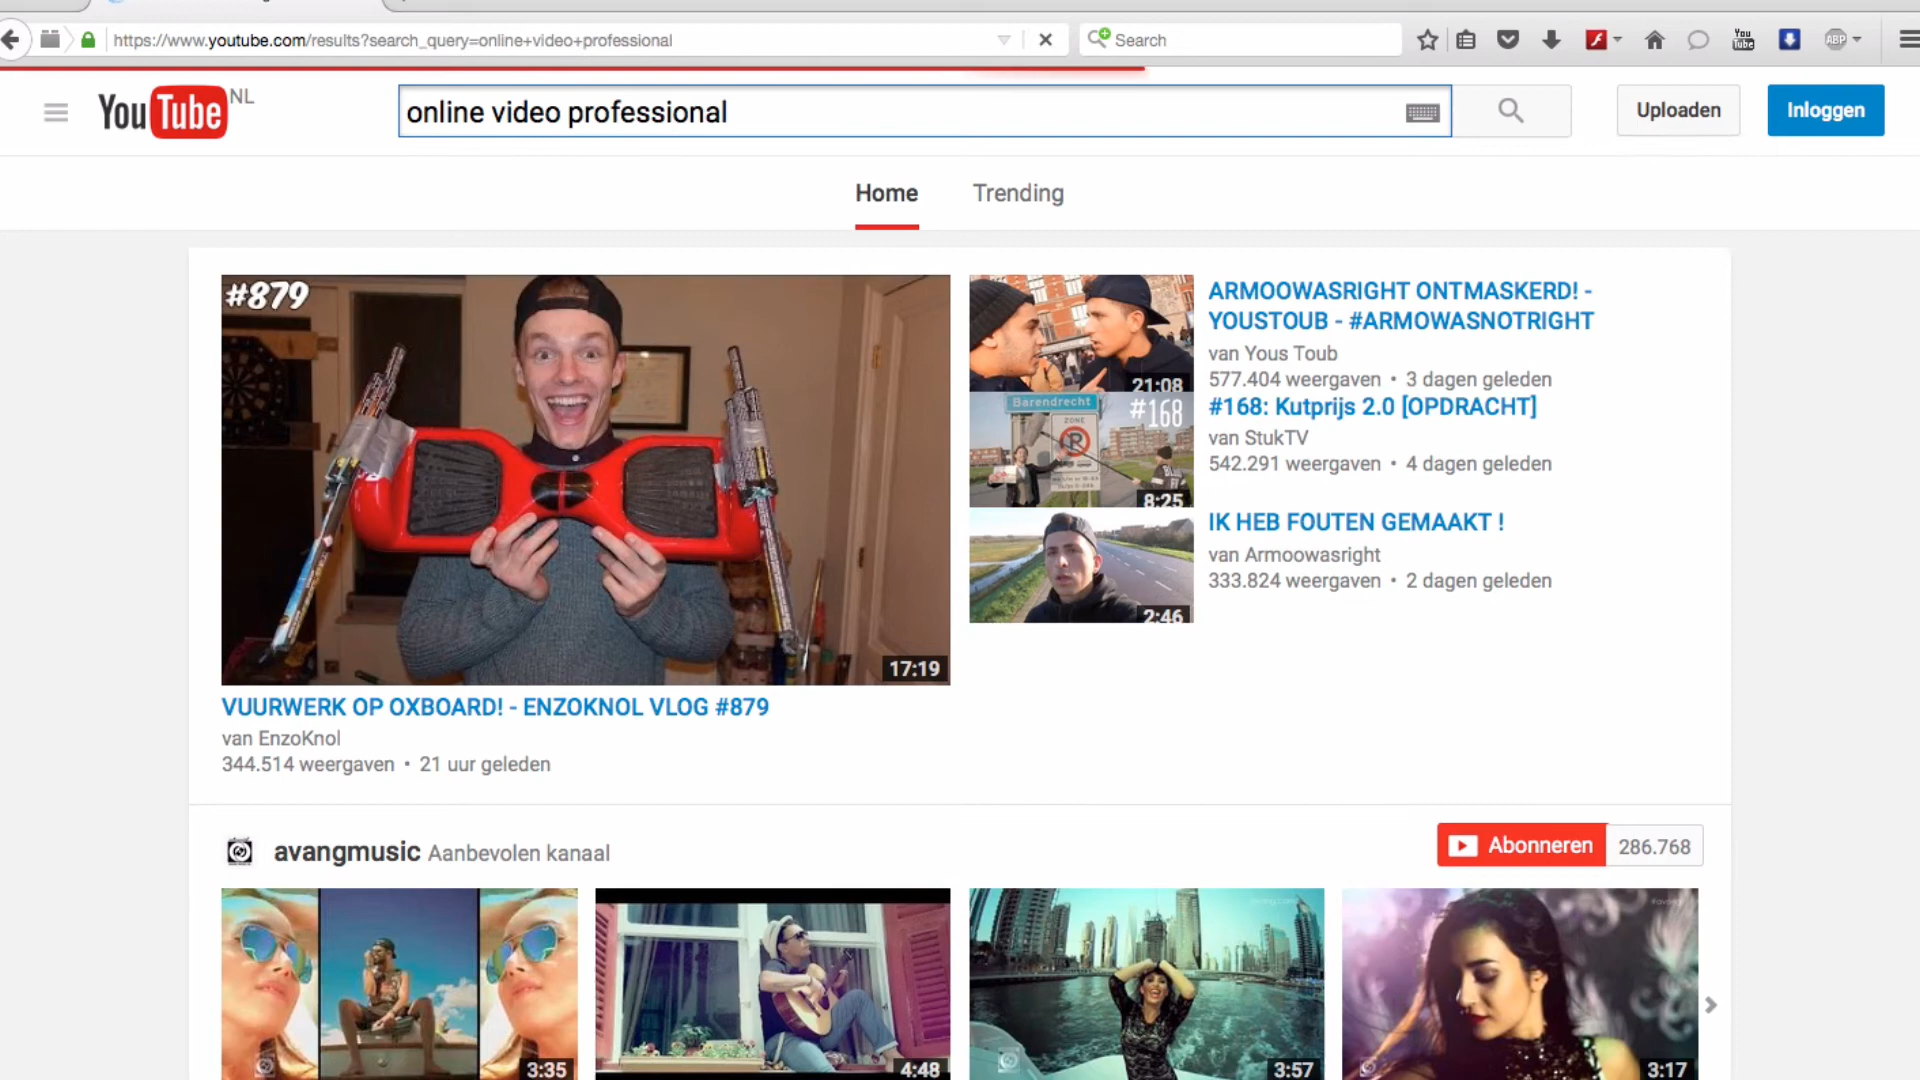 https://www.youtube.com/results?search_query=online+video+professional
Search
You
Tube
ABP
YouTube NL
online video professional
Uploaden
Inloggen
Home
Trending
#879
17:19
VUURWERK OP OXBOARD! - ENZOKNOL VLOG #879
van EnzoKnol
344.514 weergaven • 21 uur geleden
21:08
ARMOOWASRIGHT ONTMASKERD! -
YOUSTOUB - #ARMOWASNOTRIGHT
van Yous Toub
577.404 weergaven • 3 dagen geleden
Barendrecht
#168
ZONE
P
8:25
#168: Kutprijs 2.0 [OPDRACHT]
van StukTV
542.291 weergaven • 4 dagen geleden
2:46
IK HEB FOUTEN GEMAAKT !
van Armoowasright
333.824 weergaven • 2 dagen geleden
avangmusic Aanbevolen kanaal
Abonneren 286.768
3:35
4:48
3:57
3:17